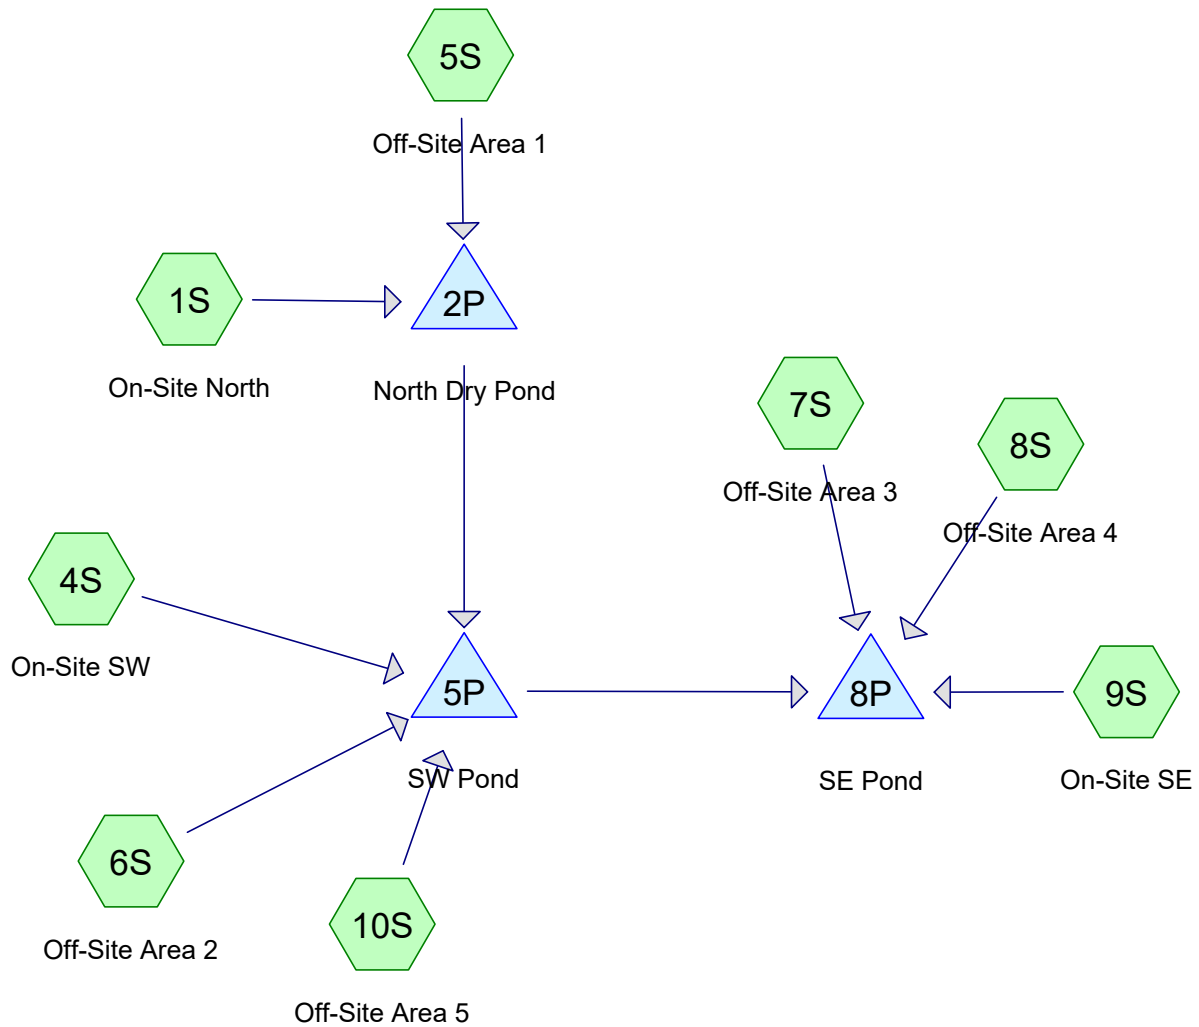 5S
Off-Site Area 1
1S
On-Site North
2P
North Dry Pond
7S
Off-Site Area 3
8S
Off-Site Area 4
4S
On-Site SW
5P
SW Pond
8P
SE Pond
9S
On-Site SE
6S
Off-Site Area 2
10S
Off-Site Area 5